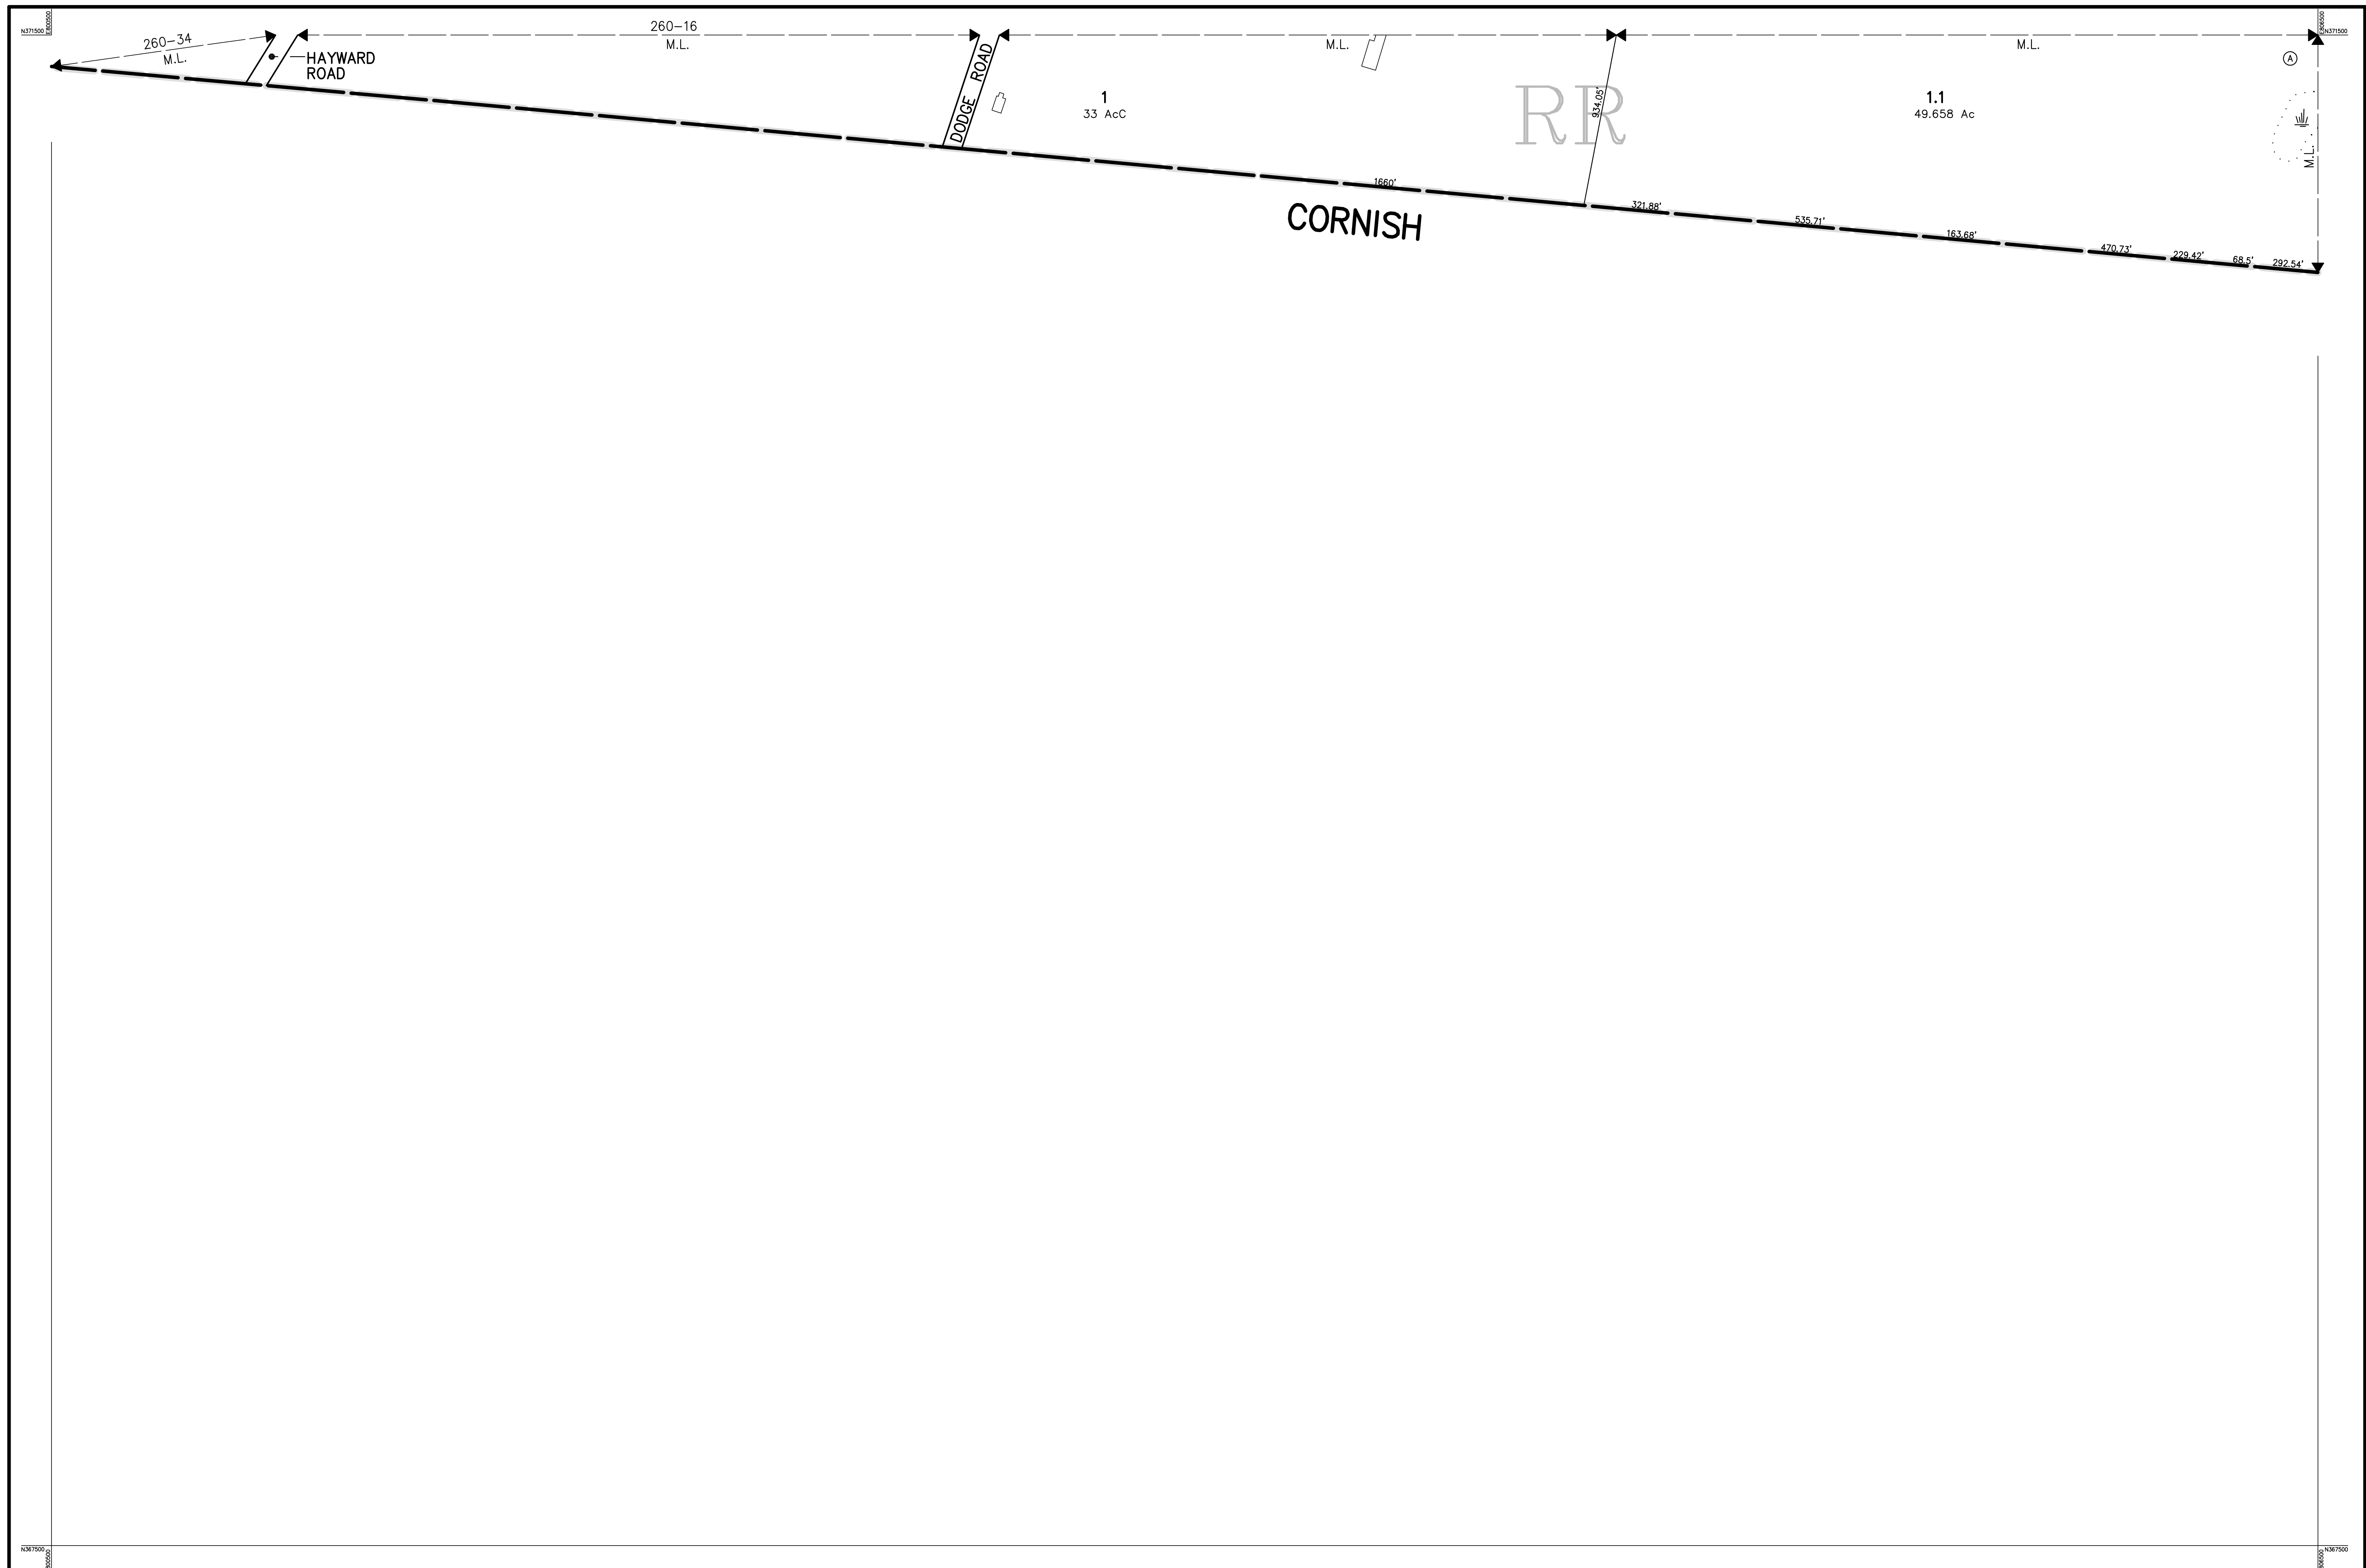 N371500
E800500
260-34
M.L.
HAYWARD
ROAD
260-16
M.L.
DODGE ROAD
M.L.
M.L.
N371500
A
1
33 AcC
RR
934.05'
1.1
49.658 Ac
M.L.
1660'
CORNISH
321.88'
535.71'
163.68'
470.73'
229.42'
68.5'
292.54'
N367500
N367500